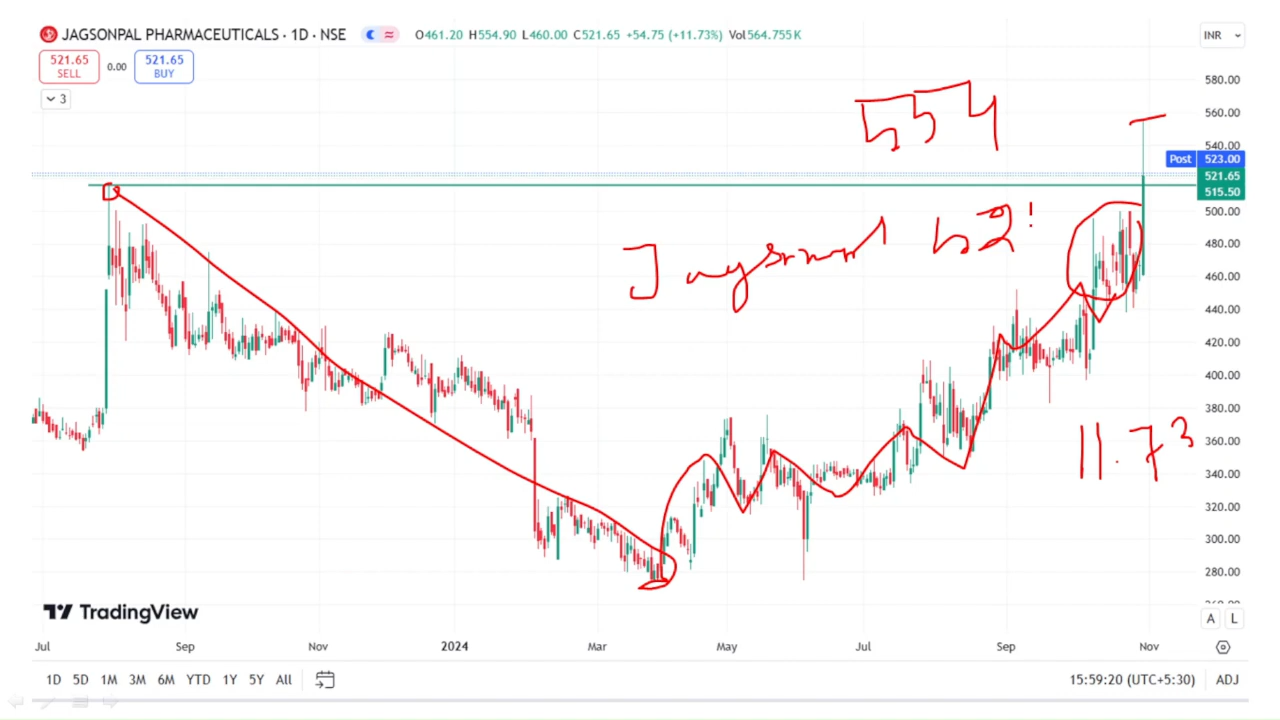 JAGSONPAL PHARMACEUTICALS · 1D · NSE O461.20 H554.90 L460.00 C521.65 +54.75 (+11.73%) Vol564.755K
INR
521.65
SELL
0.00
521.65
BUY
3
580.00
560.00
540.00
Post 523.00
521.65
515.50
500.00
480.00
460.00
440.00
420.00
400.00
380.00
360.00
340.00
320.00
300.00
280.00
554
52
11.73
TradingView
A L
Jul Sep Nov 2024 Mar May Jul Sep Nov
1D 5D 1M 3M 6M YTD 1Y 5Y All
15:59:20 (UTC+5:30) ADJ